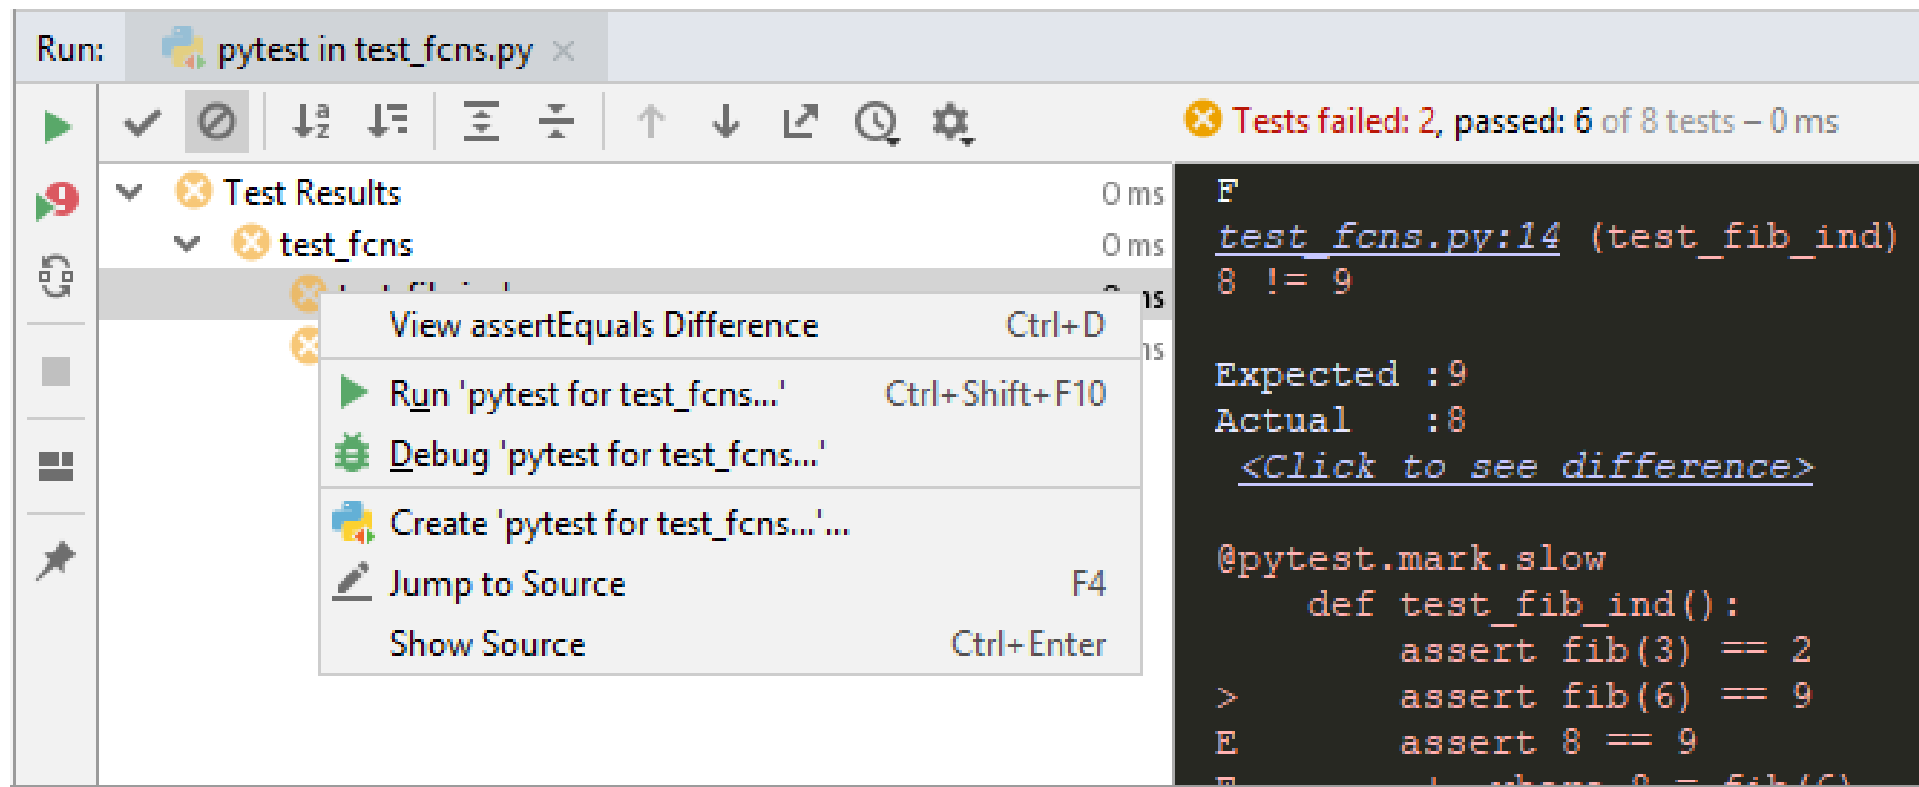 Run: pytest in test_fcns.py
Tests failed: 2, passed: 6 of 8 tests – 0 ms
Test Results 0 ms
test_fcns 0 ms
View assertEquals Difference Ctrl+D
Run 'pytest for test_fcns...' Ctrl+Shift+F10
Debug 'pytest for test_fcns...'
Create 'pytest for test_fcns...'...
Jump to Source F4
Show Source Ctrl+Enter
F
test_fcns.py:14 (test_fib_ind)
8 != 9
Expected :9
Actual :8
<Click to see difference>
@pytest.mark.slow
def test_fib_ind():
assert fib(3) == 2
> assert fib(6) == 9
E assert 8 == 9